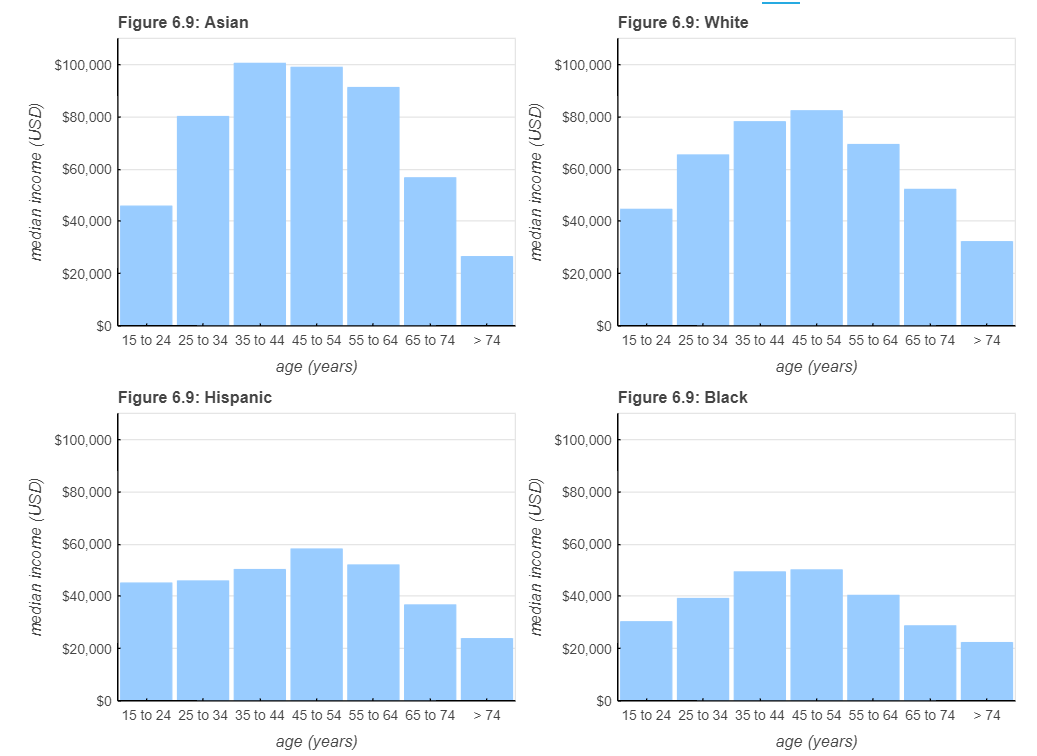 Figure 6.9: Asian
median income (USD)
$100,000
$80,000
$60,000
$40,000
$20,000
$0
15 to 24 25 to 34 35 to 44 45 to 54 55 to 64 65 to 74 > 74
age (years)
Figure 6.9: White
median income (USD)
$100,000
$80,000
$60,000
$40,000
$20,000
$0
15 to 24 25 to 34 35 to 44 45 to 54 55 to 64 65 to 74 > 74
age (years)
Figure 6.9: Hispanic
median income (USD)
$100,000
$80,000
$60,000
$40,000
$20,000
$0
15 to 24 25 to 34 35 to 44 45 to 54 55 to 64 65 to 74 > 74
age (years)
Figure 6.9: Black
median income (USD)
$100,000
$80,000
$60,000
$40,000
$20,000
$0
15 to 24 25 to 34 35 to 44 45 to 54 55 to 64 65 to 74 > 74
age (years)